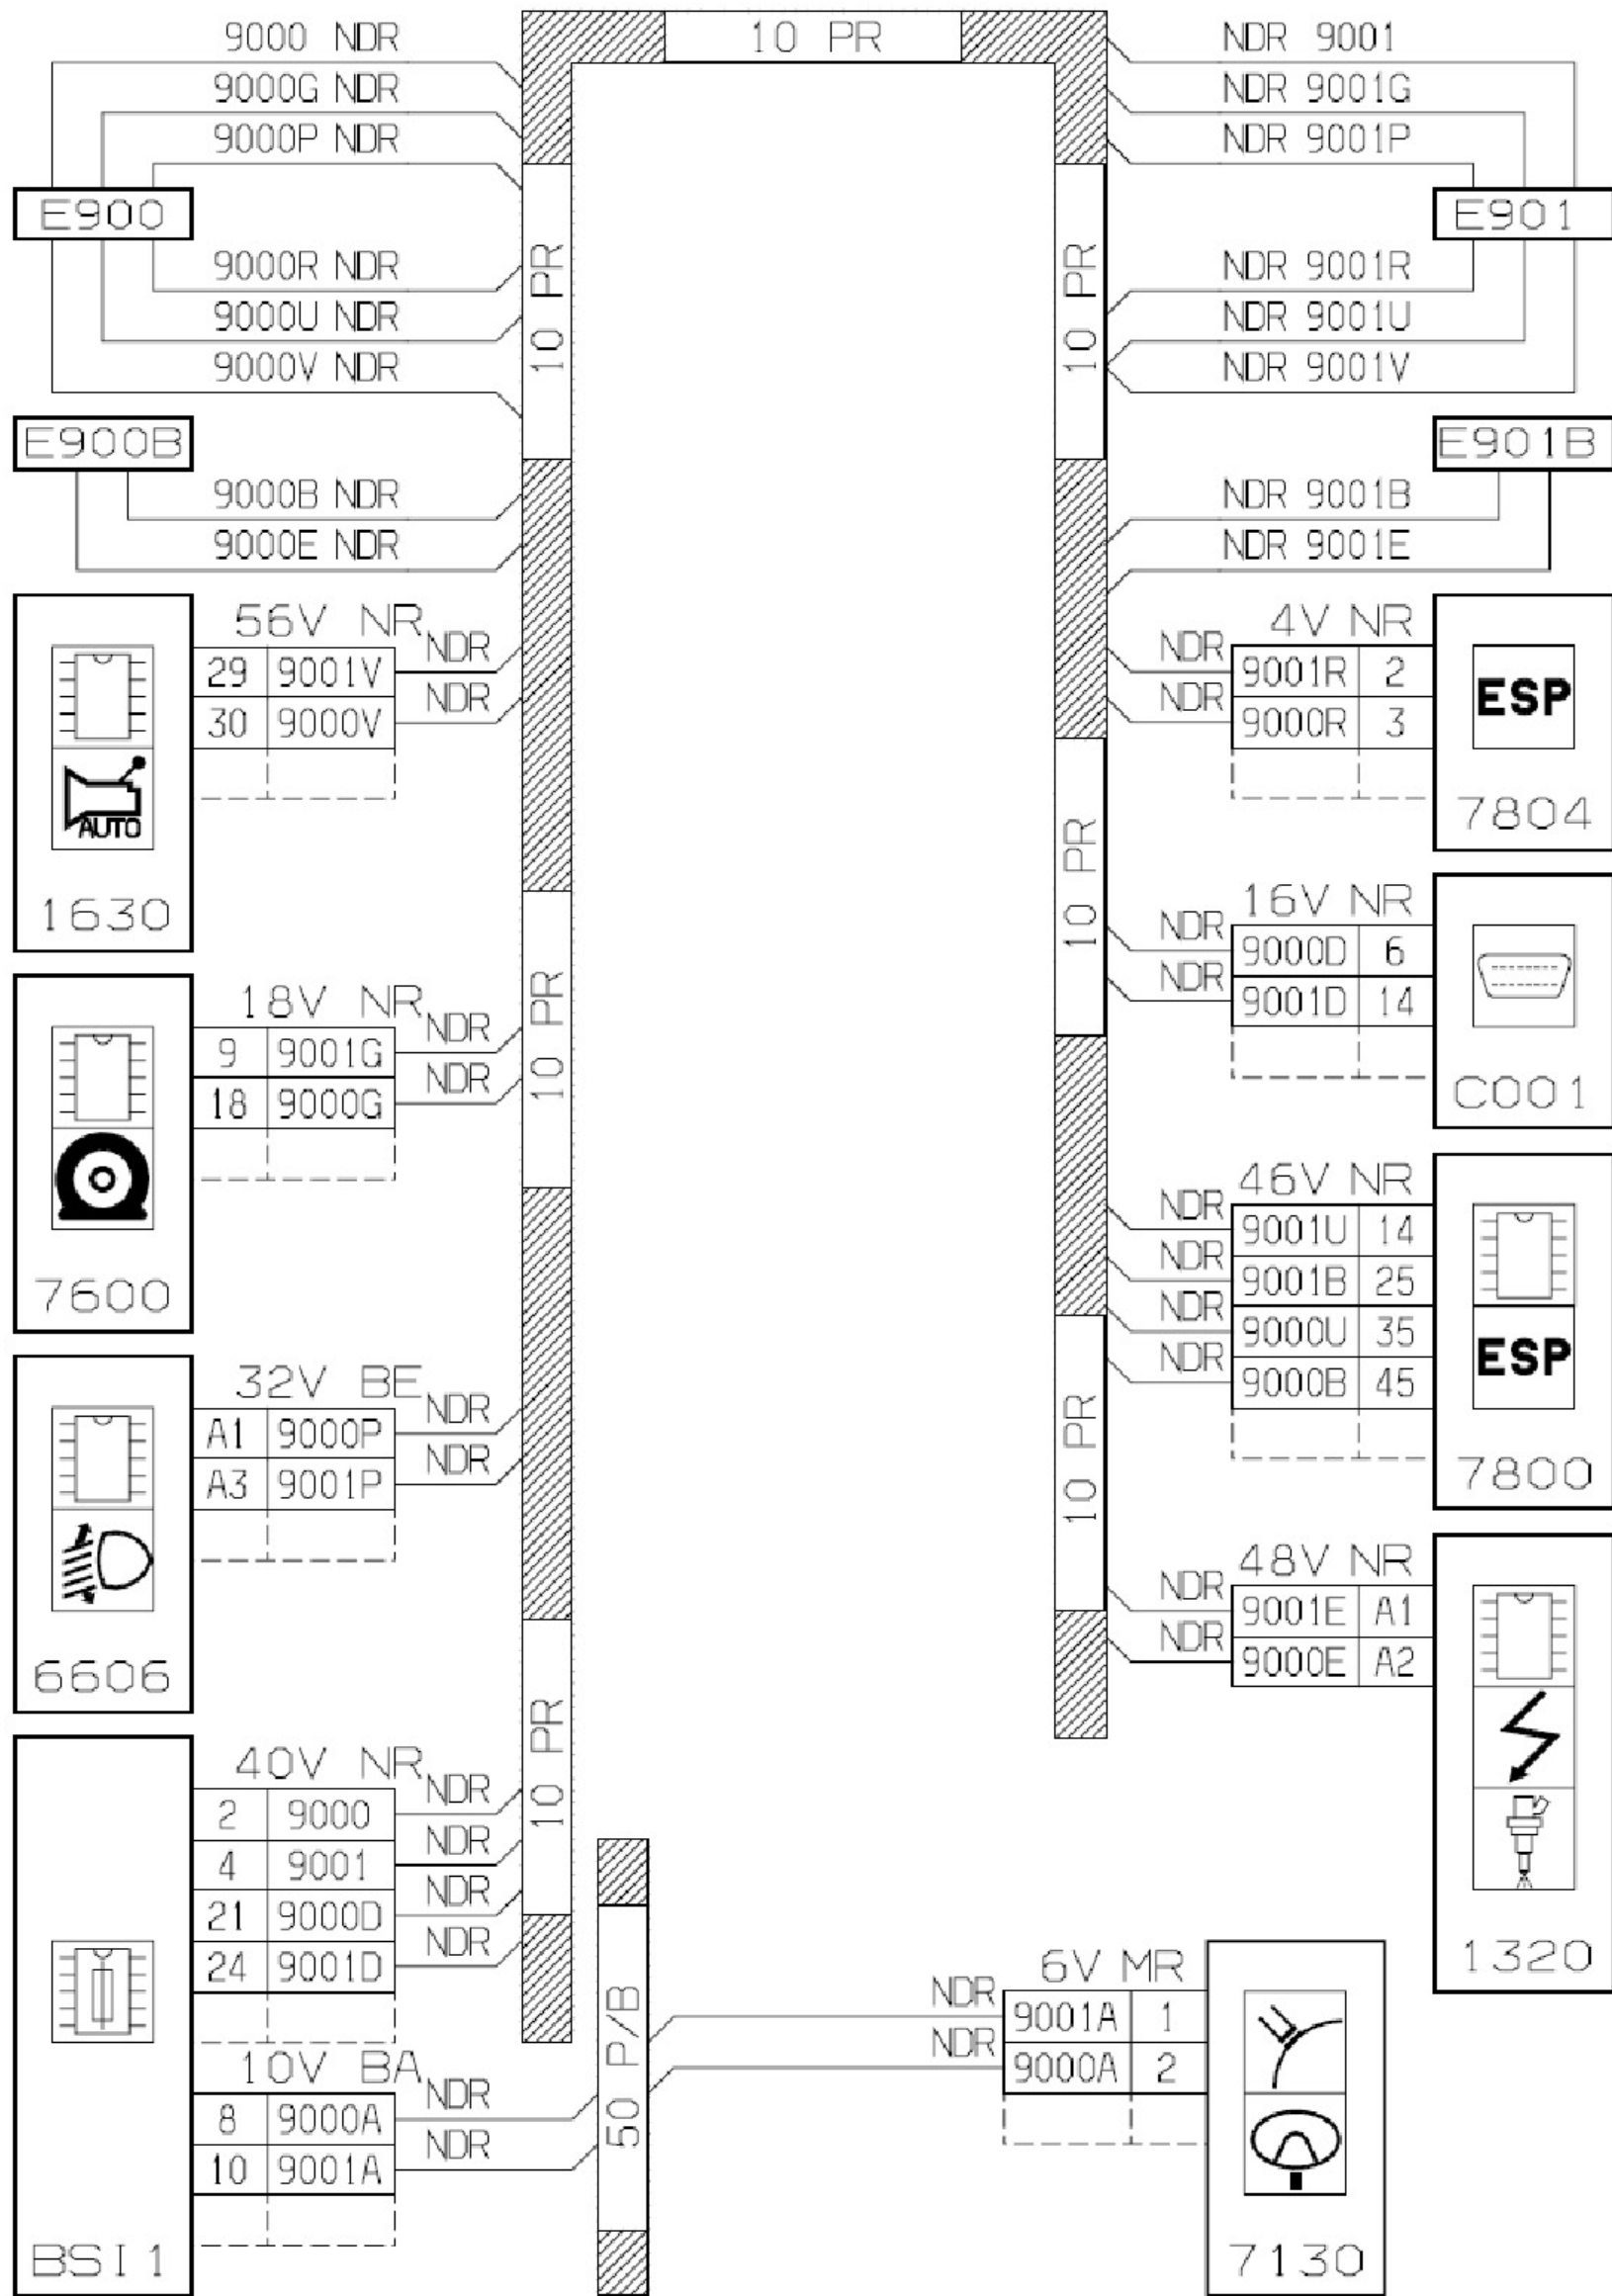 10 PR
9000 NDR
9000G NDR
9000P NDR
E900
9000R NDR
9000U NDR
9000V NDR
E900B
9000B NDR
9000E NDR
10 PR
NDR 9001
NDR 9001G
NDR 9001P
E901
NDR 9001R
NDR 9001U
NDR 9001V
E901B
NDR 9001B
NDR 9001E
10 PR
56V NR
29 9001V NDR
30 9000V NDR
AUTO
1630
18V NR
9 9001G NDR
18 9000G NDR
7600
10 PR
32V BE
A1 9000P NDR
A3 9001P NDR
6606
10 PR
40V NR
2 9000 NDR
4 9001 NDR
21 9000D NDR
24 9001D NDR
10V BA
8 9000A NDR
10 9001A NDR
BSI1
50 P/B
4V NR
NDR 9001R 2
NDR 9000R 3
ESP
7804
10 PR
16V NR
NDR 9000D 6
NDR 9001D 14
C001
46V NR
NDR 9001U 14
NDR 9001B 25
NDR 9000U 35
NDR 9000B 45
ESP
7800
10 PR
48V NR
NDR 9001E A1
NDR 9000E A2
1320
6V MR
NDR 9001A 1
NDR 9000A 2
7130